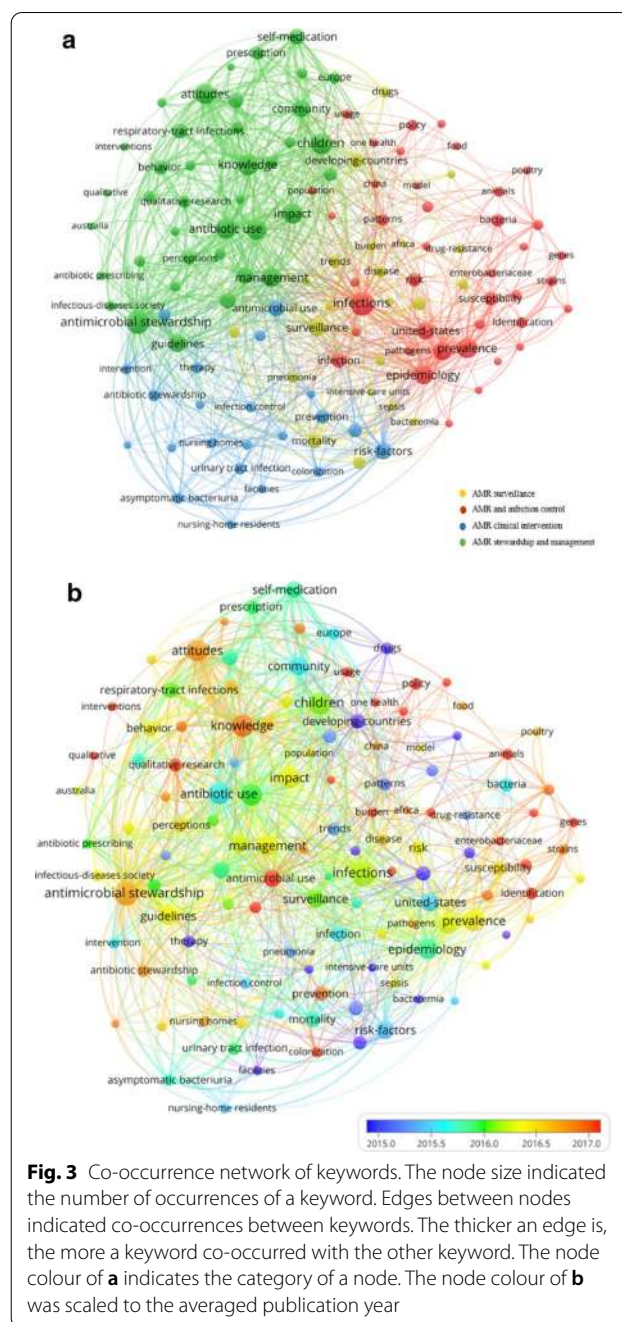 a
self-medication
prescription
europe
attitudes
drugs
community
usage
policy
respiratory-tract infections
children
one health
food
interventions
developing-countries
behavior
knowledge
poultry
china
model
population
animals
qualitative
qualitative-research
impact
patterns
bacteria
australia
antibiotic use
burden
africa
drug-resistance
perceptions
trends
genes
antibiotic prescribing
management
disease
risk
enterobacteriaceae
strains
infectious-diseases society
infections
susceptibility
antimicrobial use
antimicrobial stewardship
surveillance
united-states
identification
guidelines
pathogens
prevalence
intervention
therapy
infection
epidemiology
pneumonia
antibiotic stewardship
intensive-care units
infection control
sepsis
prevention
bacteremia
nursing-homes
mortality
risk-factors
urinary tract infection
colonization
facilities
asymptomatic bacteriuria
nursing-home residents
AMR surveillance
AMR and infection control
AMR clinical intervention
AMR stewardship and management
b
self-medication
prescription
europe
attitudes
drugs
community
usage
policy
respiratory-tract infections
children
one health
food
interventions
developing-countries
behavior
knowledge
poultry
china
model
population
animals
qualitative
qualitative-research
impact
patterns
bacteria
australia
antibiotic use
burden
africa
drug-resistance
perceptions
trends
genes
antibiotic prescribing
management
disease
risk
enterobacteriaceae
strains
infectious-diseases society
infections
susceptibility
antimicrobial use
antimicrobial stewardship
surveillance
united-states
identification
guidelines
pathogens
prevalence
intervention
therapy
infection
epidemiology
pneumonia
antibiotic stewardship
intensive-care units
infection control
sepsis
prevention
bacteremia
nursing-homes
mortality
risk-factors
urinary tract infection
colonization
facilities
asymptomatic bacteriuria
nursing-home residents
2015.0 2015.5 2016.0 2016.5 2017.0
Fig. 3 Co-occurrence network of keywords. The node size indicated
the number of occurrences of a keyword. Edges between nodes
indicated co-occurrences between keywords. The thicker an edge is,
the more a keyword co-occurred with the other keyword. The node
colour of a indicates the category of a node. The node colour of b
was scaled to the averaged publication year